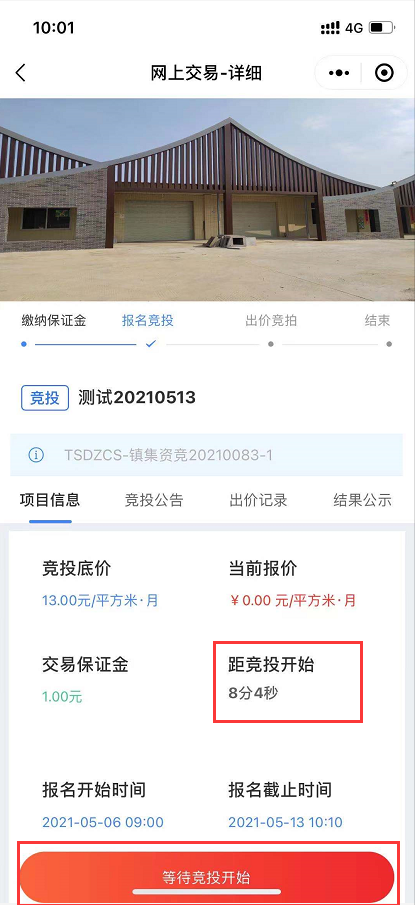 10:01
4G
网上交易-详细
缴纳保证金 报名竞投 出价竞拍 结束
竞投 测试20210513
TSDZCS-镇集资竞20210083-1
项目信息 竞投公告 出价记录 结果公示
竞投底价 当前报价
13.00元/平方米·月 ￥0.00 元/平方米·月
交易保证金 距竞投开始
1.00元 8分4秒
报名开始时间 报名截止时间
2021-05-06 09:00 2021-05-13 10:10
等待竞投开始